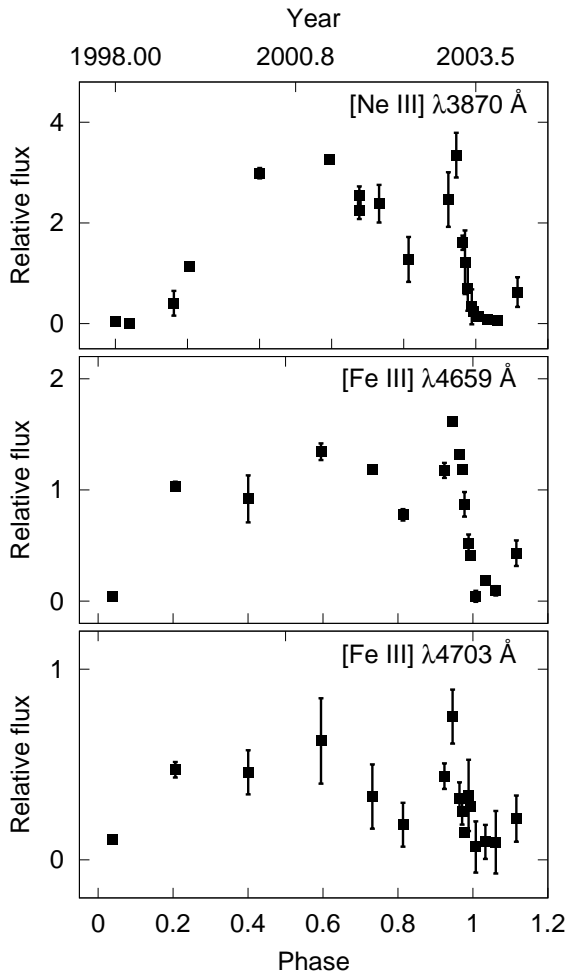 Year
1998.00 2000.8 2003.5
[Ne III] λ3870 Å
4
2
0
Relative flux
[Fe III] λ4659 Å
2
1
0
Relative flux
[Fe III] λ4703 Å
1
0
Relative flux
0 0.2 0.4 0.6 0.8 1 1.2
Phase